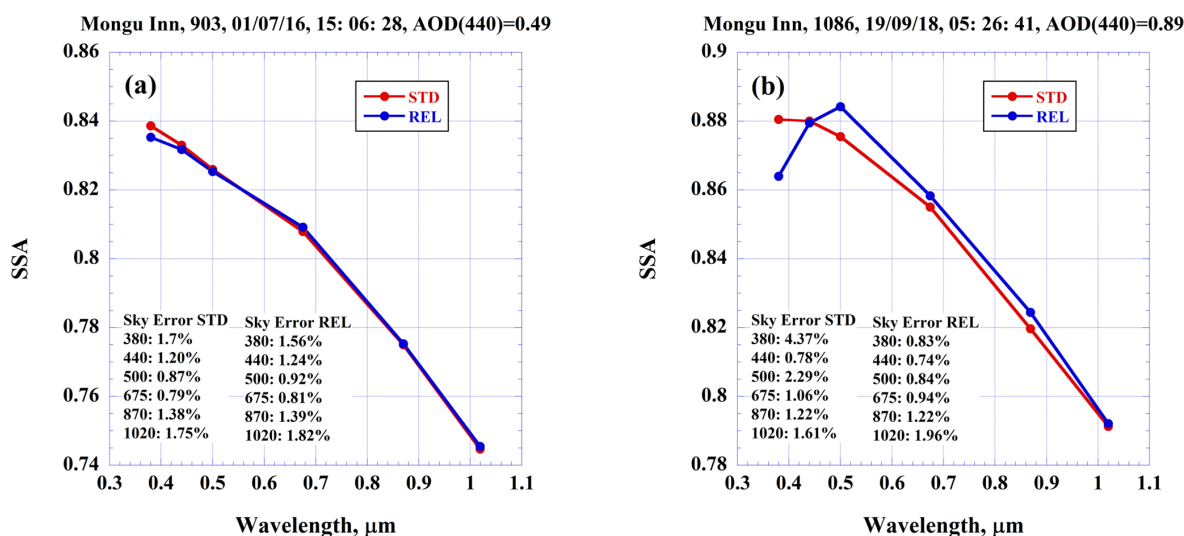 Mongu Inn, 903, 01/07/16, 15: 06: 28, AOD(440)=0.49
(a)
STD
REL
0.86
0.84
0.82
0.8
0.78
0.76
0.74
SSA
Sky Error STD
380: 1.7%
440: 1.20%
500: 0.87%
675: 0.79%
870: 1.38%
1020: 1.75%
Sky Error REL
380: 1.56%
440: 1.24%
500: 0.92%
675: 0.81%
870: 1.39%
1020: 1.82%
0.3 0.4 0.5 0.6 0.7 0.8 0.9 1 1.1
Wavelength, μm
Mongu Inn, 1086, 19/09/18, 05: 26: 41, AOD(440)=0.89
(b)
STD
REL
0.9
0.88
0.86
0.84
0.82
0.8
0.78
SSA
Sky Error STD
380: 4.37%
440: 0.78%
500: 2.29%
675: 1.06%
870: 1.22%
1020: 1.61%
Sky Error REL
380: 0.83%
440: 0.74%
500: 0.84%
675: 0.94%
870: 1.22%
1020: 1.96%
0.3 0.4 0.5 0.6 0.7 0.8 0.9 1 1.1
Wavelength, μm